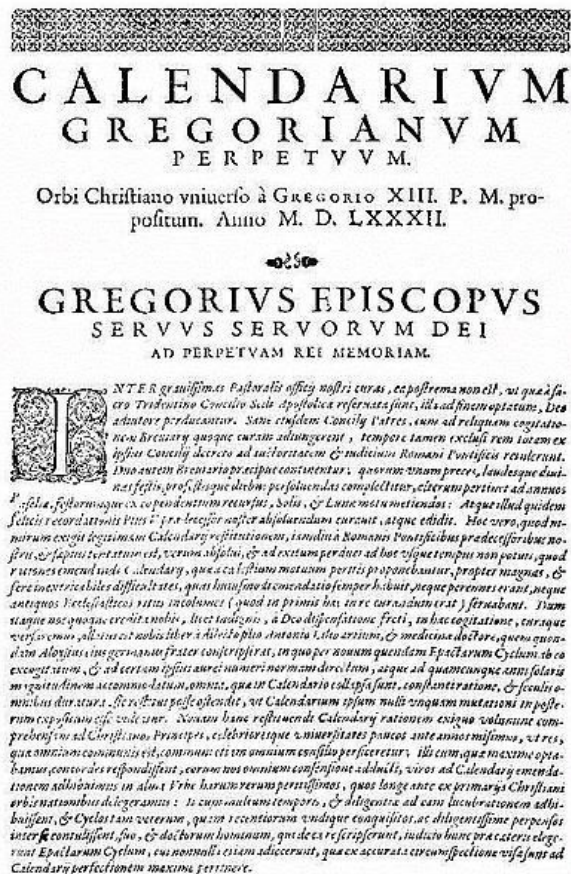 CALENDARIVM
GREGORIANVM
PERPETVVM.
Orbi Chriſtiano vniuerſo à GREGORIO XIII. P. M. pro-
poſitum. Anno M. D. LXXXII.
GREGORIVS EPISCOPVS
SERVVS SERVORVM DEI
AD PERPETVAM REI MEMORIAM.
INTER grauiſſimas Paſtoralis officij noſtri curas, ea poſtrema non eſt, vt quæ à ſa-
cro Tridentino Concilio Sedi Apoſtolicæ reſeruata ſunt, illa ad finem optatum, Deo
adiutore perducantur. Sane eiuſdem Concilij Patres, cum ad reliquam cogitatio-
nem Breuiarij quoque curam adiungerent, tempore tamen excluſi rem totam ex
ipſius Concilij decreto ad auctoritatem & iudicium Romani Pontificis retulerunt.
Duo autem Breuiario præcipue continentur, quorum vnum preces, laudesque diui-
nas feſtis, profeſtisque diebus perſoluendas complectitur, alterum pertinet ad annuos
Paſchæ, feſtorumque ex eo pendentium recurſus, Solis, & Lunæ motu metiendos: Atque illud quidem
felicis recordationis Pius V. prædeceſſor noſter abſoluendum curauit, atque edidit. Hoc vero, quod ni-
mirum exigit legitimam Calendarij reſtitutionem, iamdiu à Romanis Pontificibus prædeceſſoribus no-
ſtris, & ſæpius tentatum eſt, verum abſolui, & ad exitum perduci ad hoc vſque tempus non potuit, quod
rationes emendandi Calendarij, quæ a cæleſtium motuum peritis proponebantur, propter magnas, &
fere inextricabiles difficultates, quas huiuſmodi emendatio ſemper habuit, neque perennes erant, neque
antiquos Eccleſiaſticos ritus incolumes (quod in primis hac in re curandum erat) ſeruabant. Dum
itaque nos quoque credita nobis, licet indignis, à Deo diſpenſatione freti, in hac cogitatione, curaque
verſaremur, allatus eſt nobis liber à dilecto filio Antonio Lilio artium, & medicinæ doctore, quem quon-
dam Aloyſius eius germanus frater conſcripſerat, in quo per nouum quendam Epactarum Cyclum ab eo
excogitatum, & ad certam ipſius aurei numeri normam directum, atque ad quamcunque anni ſolaris
magnitudinem accommodatum, omnia, quæ in Calendario collapſa ſunt, conſtanti ratione, & ſæculis o-
mnibus duratura, ſic reſtitui poſſe oſtendit, vt Calendarium ipſum nulli vnquam mutationi in poſte-
rum expoſitum eſſe videatur. Nouam hanc reſtituendi Calendarij rationem exiguo volumine com-
prehenſam ad Chriſtianos Principes, celebrioresque vniuerſitates paucos ante annos miſimus, vt res,
quæ omnium communis eſt, communi etiam omnium conſilio perficeretur; illi cum, quæ maxime opta-
bamus, concordes reſpondiſſent, eorum nos omnium conſenſione adducti, viros ad Calendarij emenda-
tionem adhibuimus in alma Vrbe harum rerum peritiſſimos, quos longe ante ex primarijs Chriſtiani
orbis nationibus delegeramus: Ii cum multum temporis, & diligentiæ ad eam lucubrationem adhi-
buiſſent, & Cyclos tam veterum, quam recentiorum vndique conquiſitos, ac diligentiſſime perpenſos
inter ſe contuliſſent, ſuo, & doctorum hominum, qui de ea re ſcripſerunt, iudicio hunc præ cæteris elege-
runt Epactarum Cyclum, cui nonnulla etiam adiecerunt, quæ ex accurata circumſpectione viſa ſunt ad
Calendarij perfectionem maxime pertinere.